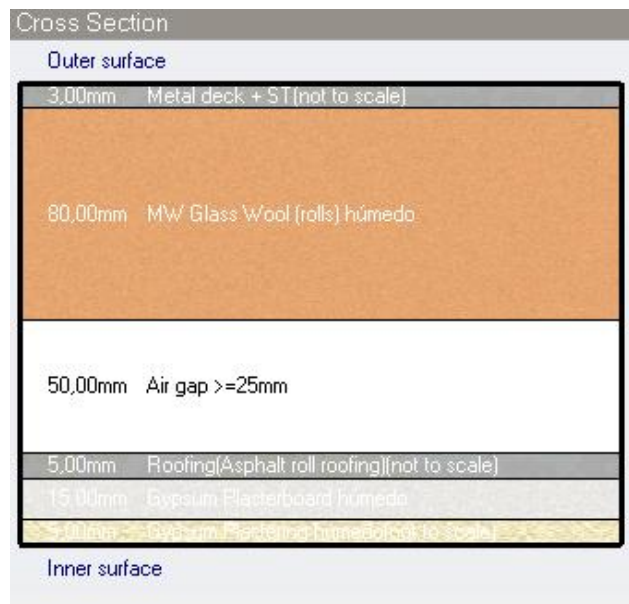 Cross Section
Outer surface
3,00mm Metal deck + ST(not to scale)
80,00mm MW Glass Wool (rolls) húmedo
50,00mm Air gap >=25mm
5,00mm Roofing(Asphalt roll roofing)(not to scale)
15,00mm Gypsum Plasterboard húmedo
5,00mm Gypsum Plastering húmedo(not to scale)
Inner surface